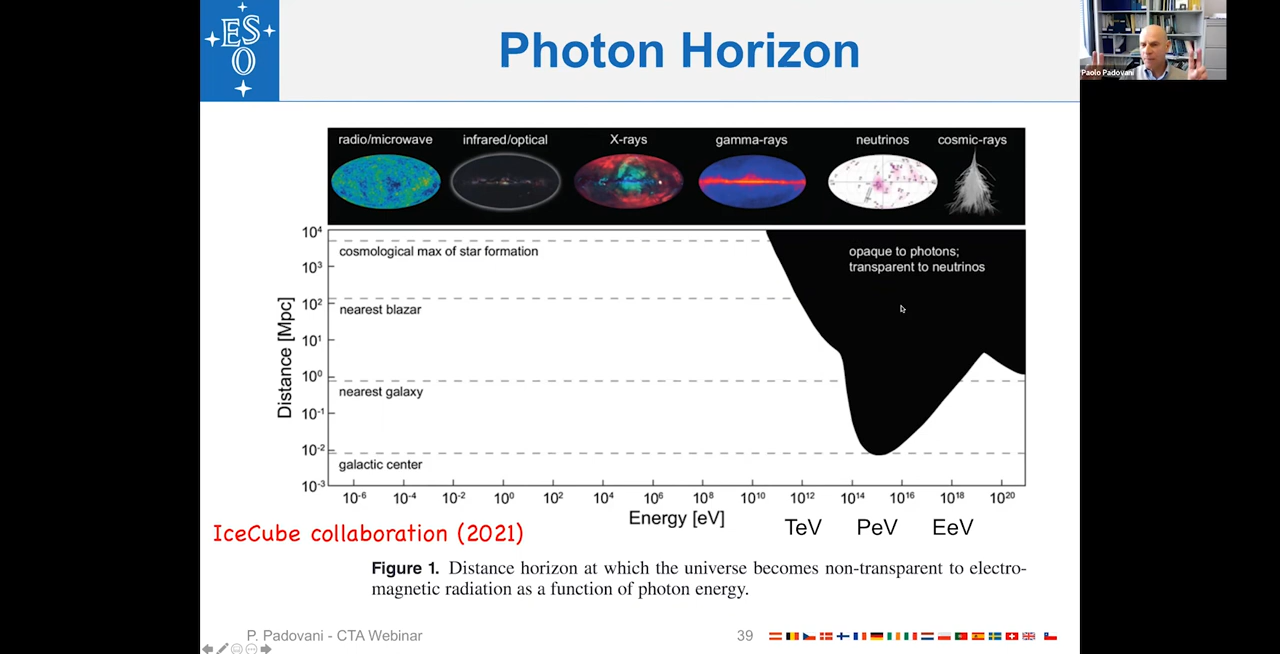 ES
O
Photon Horizon
Paolo Padovani
radio/microwave infrared/optical X-rays gamma-rays neutrinos cosmic-rays
10⁴
cosmological max of star formation
opaque to photons;
transparent to neutrinos
10³
10²
nearest blazar
10¹
10⁰
nearest galaxy
10⁻¹
10⁻²
galactic center
10⁻³
Distance [Mpc]
10⁻⁶ 10⁻⁴ 10⁻² 10⁰ 10² 10⁴ 10⁶ 10⁸ 10¹⁰ 10¹² 10¹⁴ 10¹⁶ 10¹⁸ 10²⁰
Energy [eV]
TeV PeV EeV
IceCube collaboration (2021)
Figure 1. Distance horizon at which the universe becomes non-transparent to electro-
magnetic radiation as a function of photon energy.
P. Padovani - CTA Webinar
39